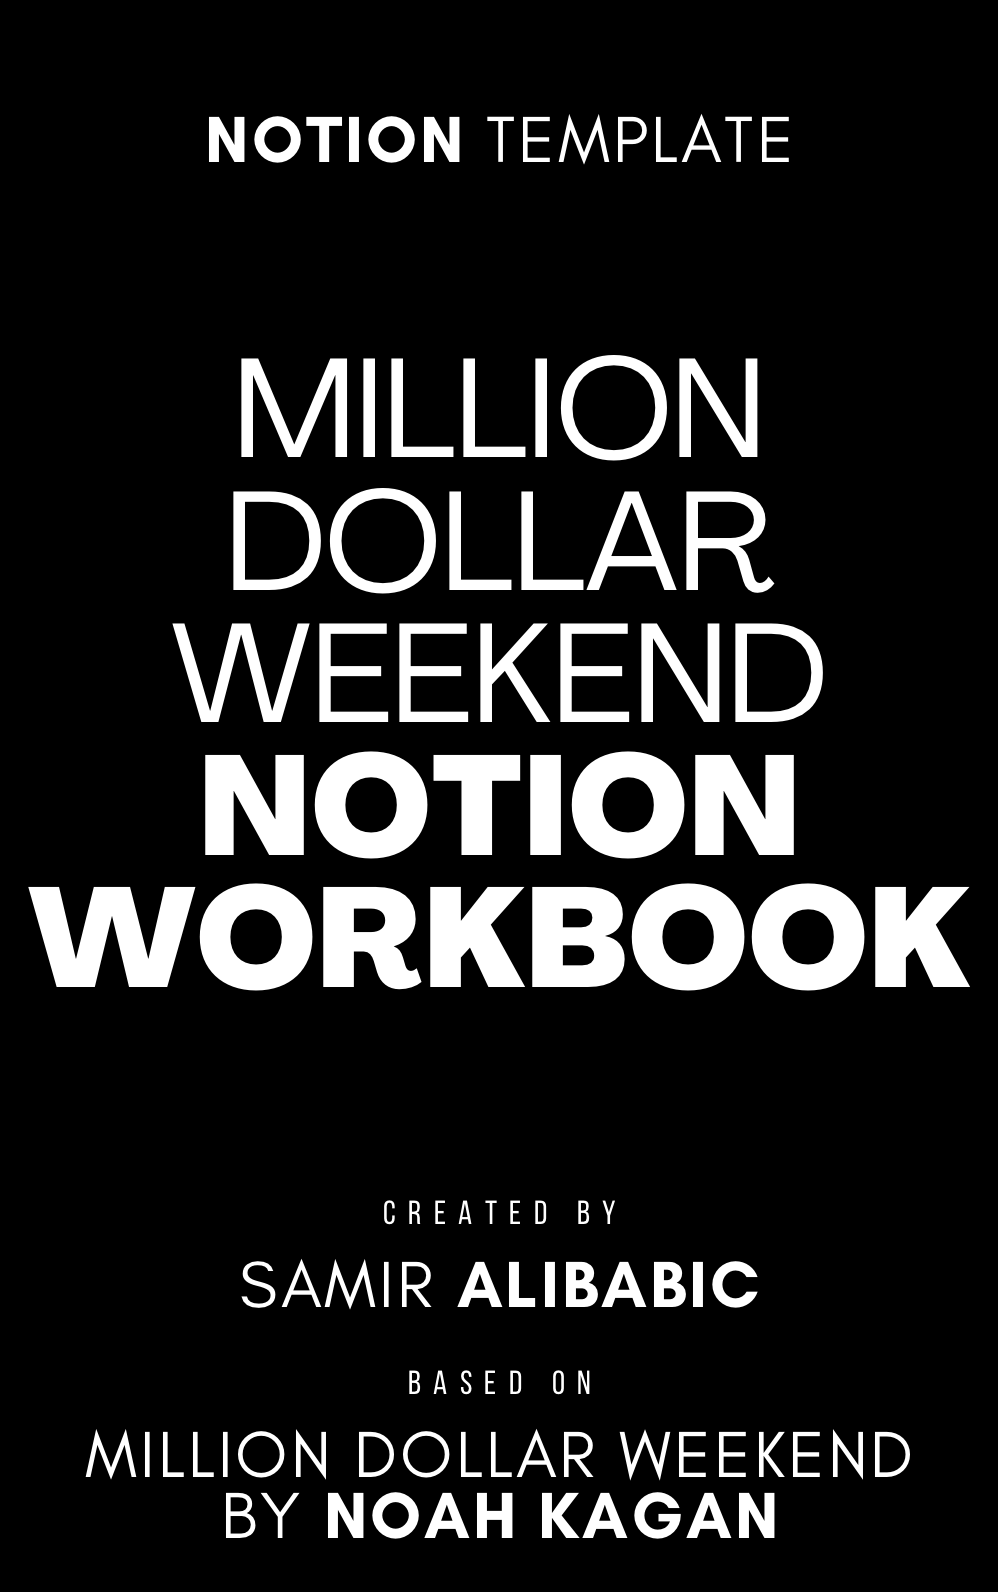 NOTION TEMPLATE
MILLION
DOLLAR
WEEKEND
NOTION
WORKBOOK
CREATED BY
SAMIR ALIBABIC
BASED ON
MILLION DOLLAR WEEKEND
BY NOAH KAGAN